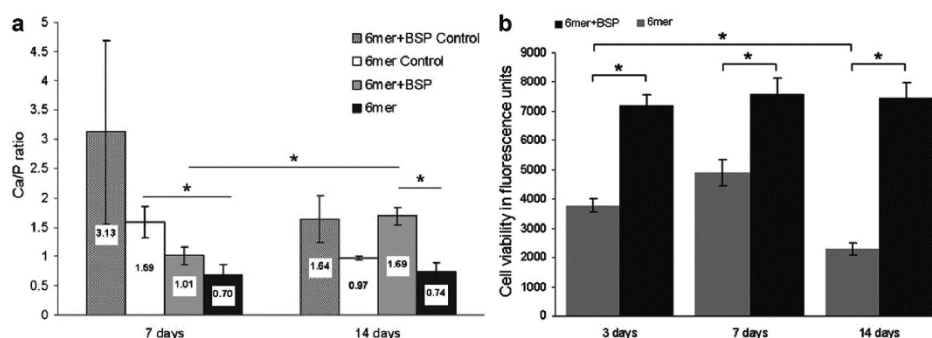 a
Ca/P ratio
5
4.5
4
3.5
3
2.5
2
1.5
1
0.5
0
6mer+BSP Control
6mer Control
6mer+BSP
6mer
*
*
*
3.13
1.59
1.01
0.70
1.64
0.97
1.69
0.74
7 days
14 days
b
6mer+BSP 6mer
Cell viability in fluorescence units
9000
8000
7000
6000
5000
4000
3000
2000
1000
0
*
*
*
*
3 days
7 days
14 days